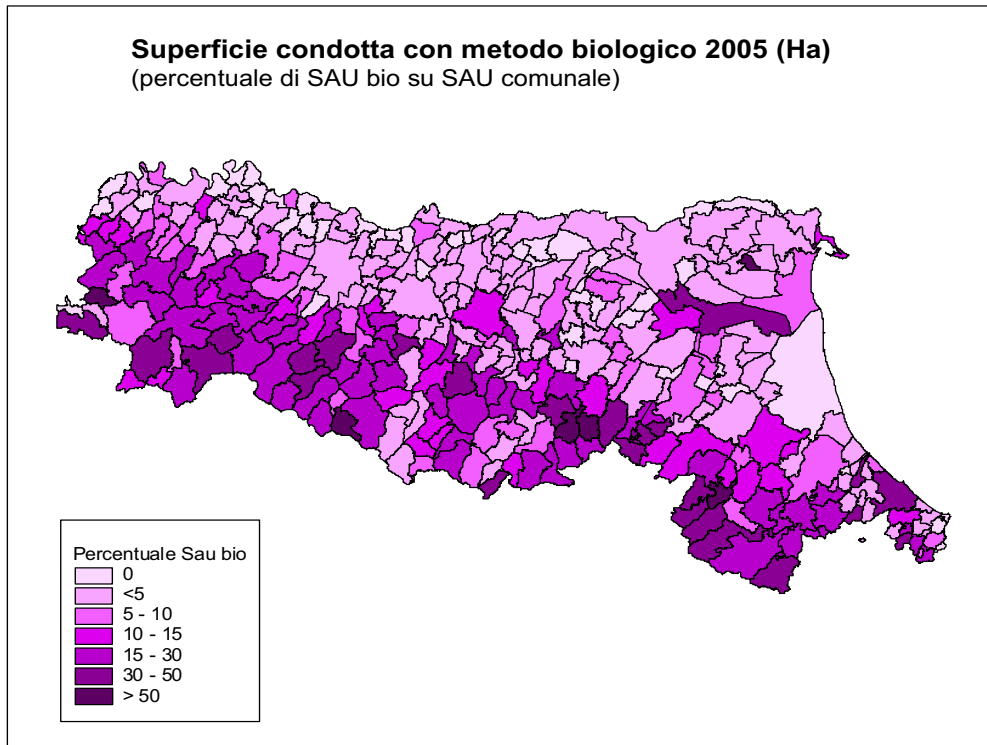 Superficie condotta con metodo biologico 2005 (Ha)
(percentuale di SAU bio su SAU comunale)
Percentuale Sau bio
0
<5
5 - 10
10 - 15
15 - 30
30 - 50
> 50